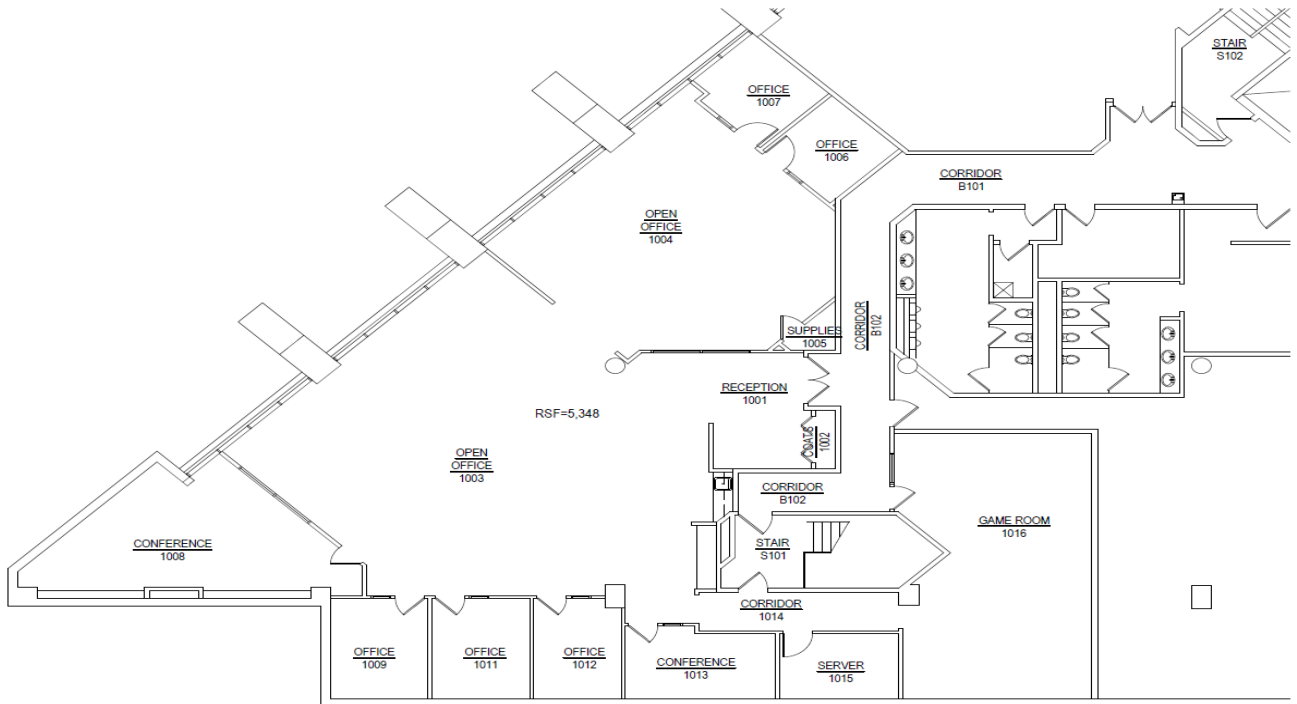 STAIR
S102
OFFICE
1007
OFFICE
1006
CORRIDOR
B101
OPEN
OFFICE
1004
CORRIDOR
B102
SUPPLIES
1005
RECEPTION
1001
RSF=5,348
COATS
1002
OPEN
OFFICE
1003
CORRIDOR
B102
GAME ROOM
1016
STAIR
S101
CONFERENCE
1008
CORRIDOR
1014
OFFICE
1009
OFFICE
1011
OFFICE
1012
CONFERENCE
1013
SERVER
1015